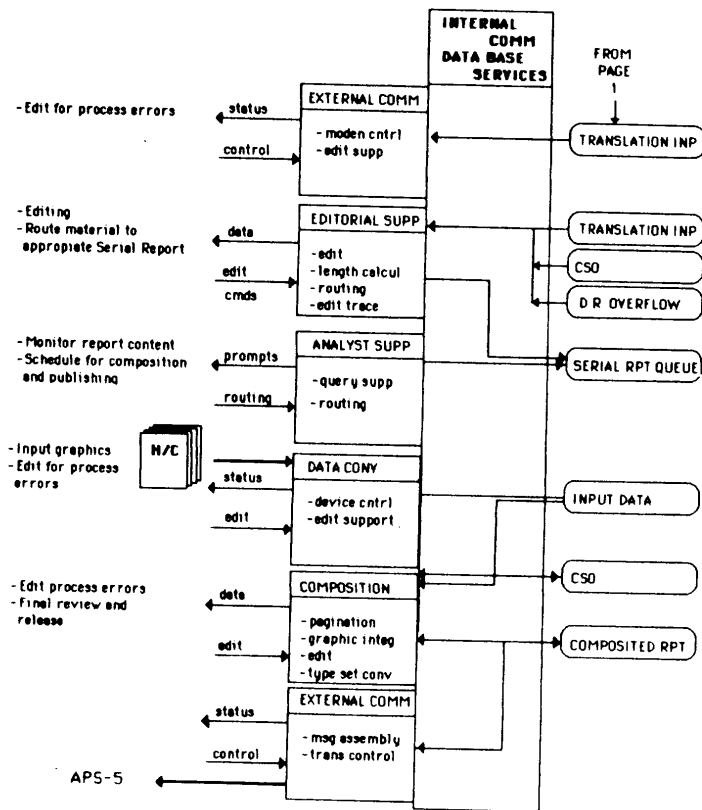 INTERNAL
COMM
DATA BASE
SERVICES
FROM
PAGE
1
- Edit for process errors
status
control
EXTERNAL COMM
- moden cntrl
- edit supp
TRANSLATION INP
- Editing
- Route material to
appropiate Serial Report
data
edit
cmds
EDITORIAL SUPP
- edit
- length calcul
- routing
- edit trace
TRANSLATION INP
CSO
D R OVERFLOW
- Monitor report content
- Schedule for composition
and publishing
prompts
routing
ANALYST SUPP
- query supp
- routing
SERIAL RPT QUEUE
- Input graphics
- Edit for process
errors
H/C
status
edit
DATA CONV
- device cntrl
- edit support
INPUT DATA
CSO
- Edit process errors
- Final review and
release
data
edit
COMPOSITION
- pagination
- graphic integ
- edit
- type set conv
COMPOSITED RPT
status
control
EXTERNAL COMM
- msg assembly
- trans control
APS-5